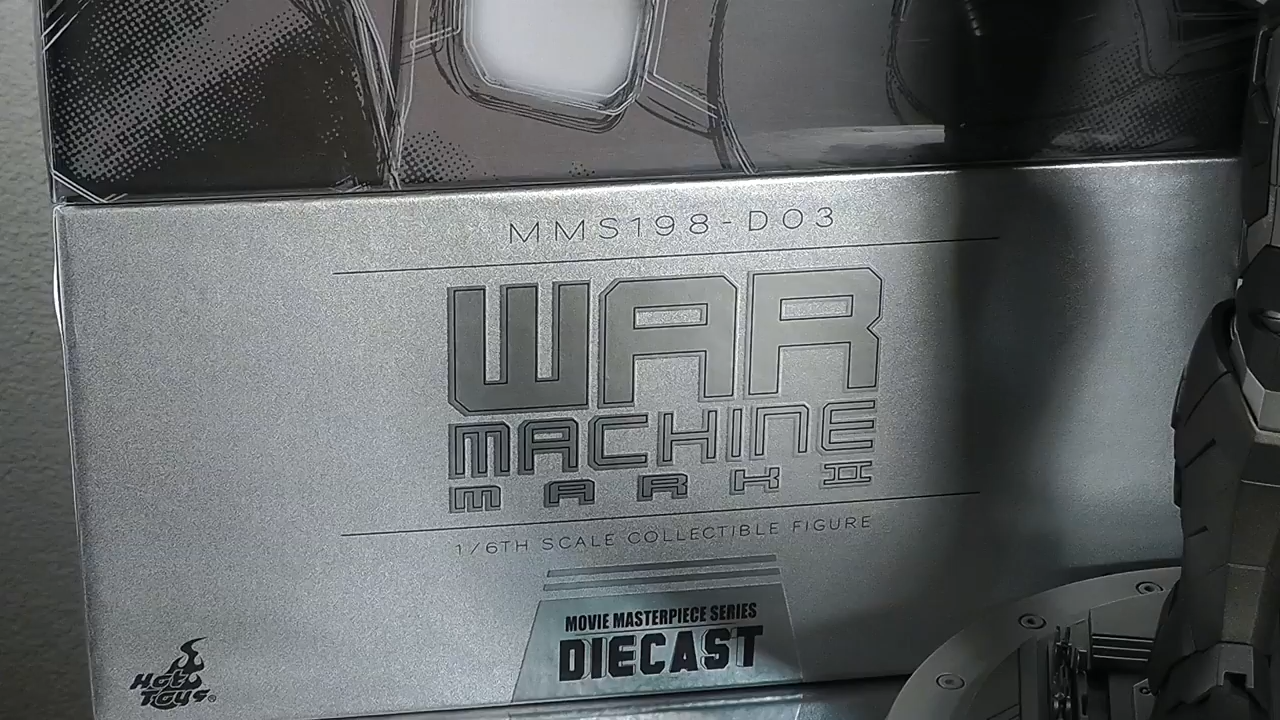 MMS198-D03
WAR
MACHINE
MARK II
1/6TH SCALE COLLECTIBLE FIGURE
MOVIE MASTERPIECE SERIES
DIECAST
HOT
TOYS®